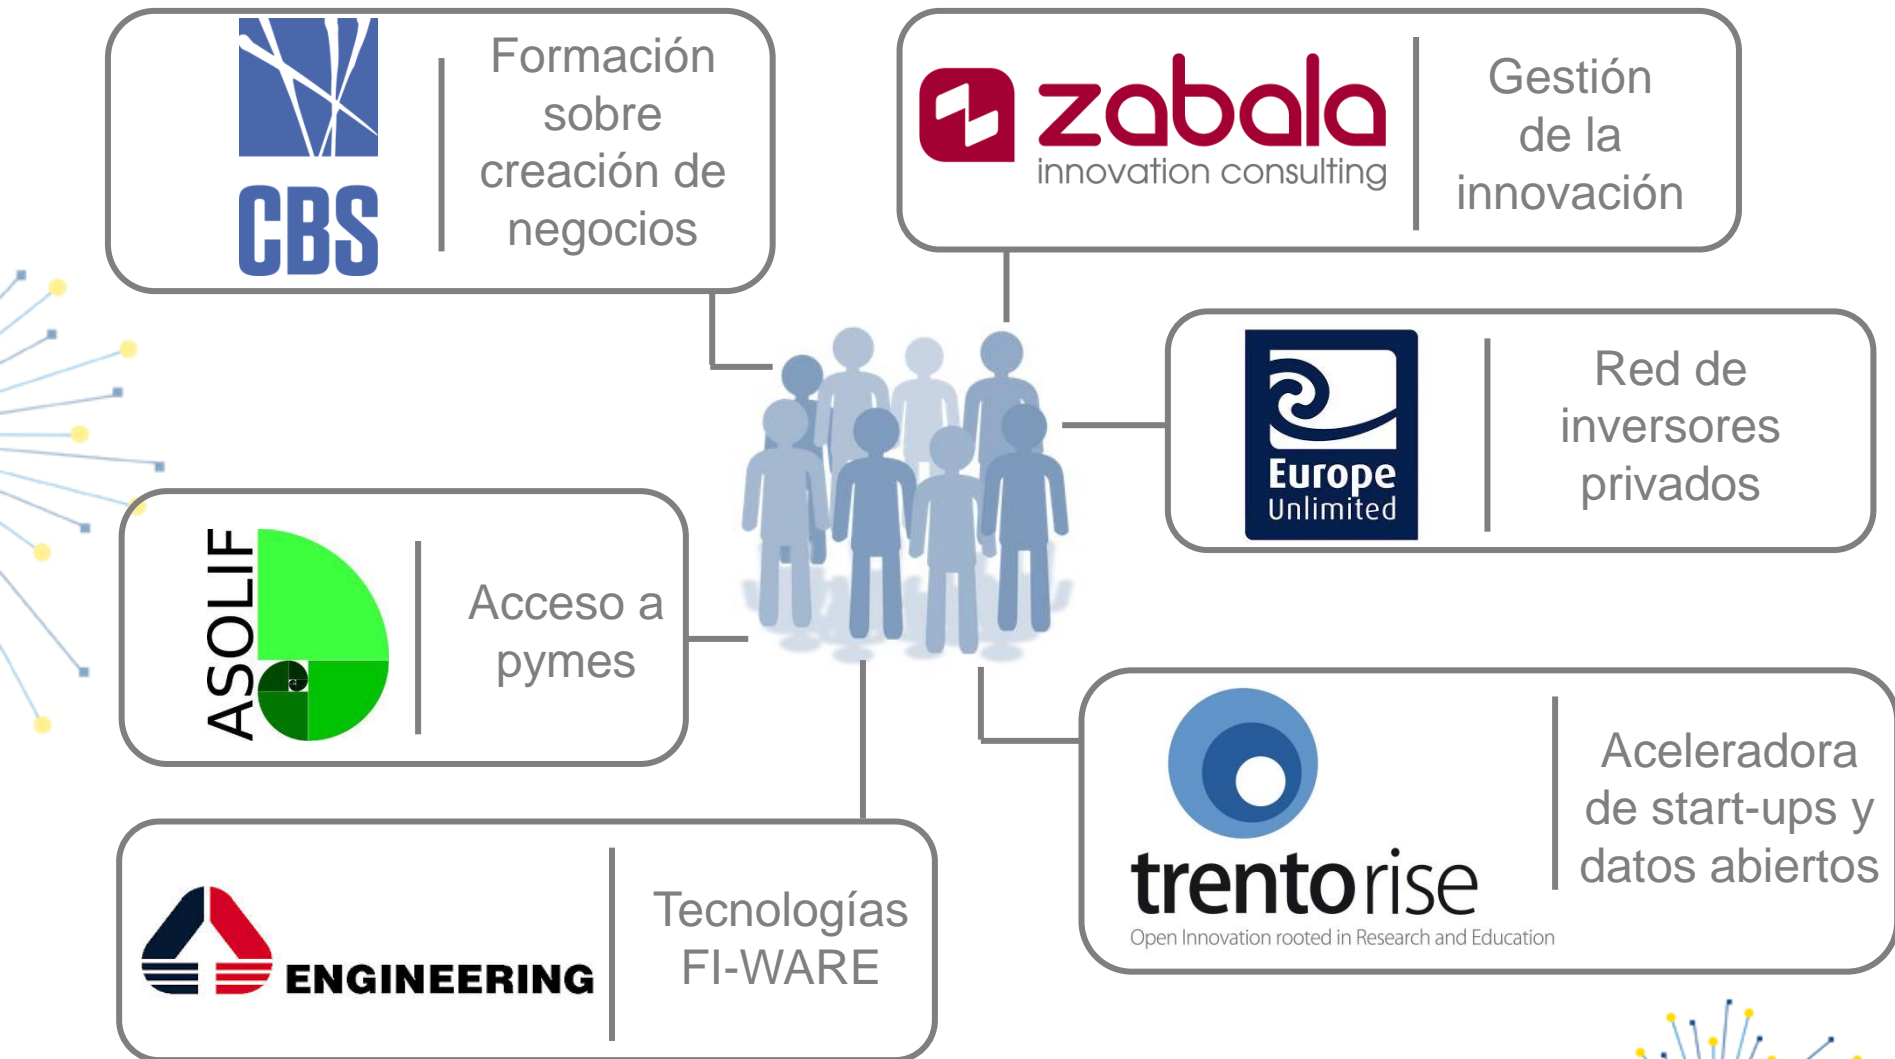 CBS
Formación
sobre
creación de
negocios
zabala
innovation consulting
Gestión
de la
innovación
Europe
Unlimited
Red de
inversores
privados
ASOLIF
Acceso a
pymes
trentorise
Open Innovation rooted in Research and Education
Aceleradora
de start-ups y
datos abiertos
ENGINEERING
Tecnologías
FI-WARE